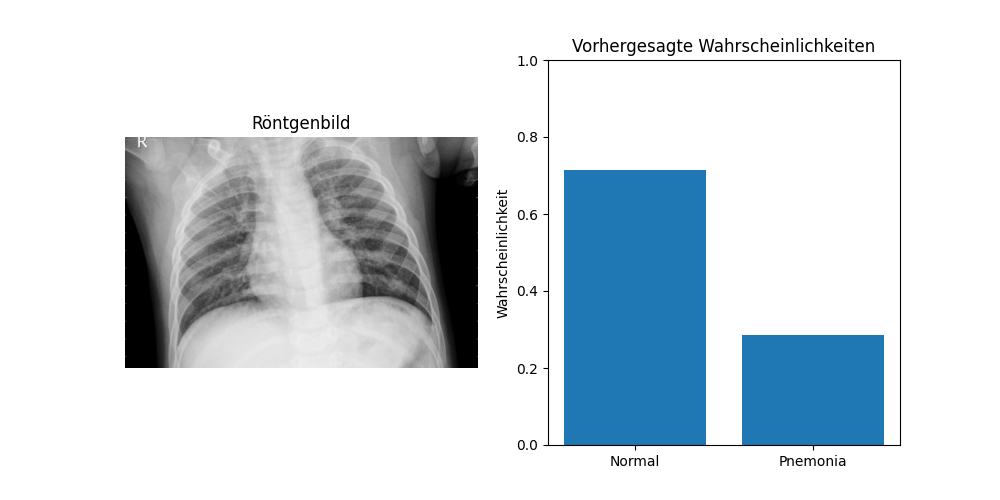 Röntgenbild
R
Vorhergesagte Wahrscheinlichkeiten
Wahrscheinlichkeit
1.0
0.8
0.6
0.4
0.2
0.0
Normal
Pnemonia